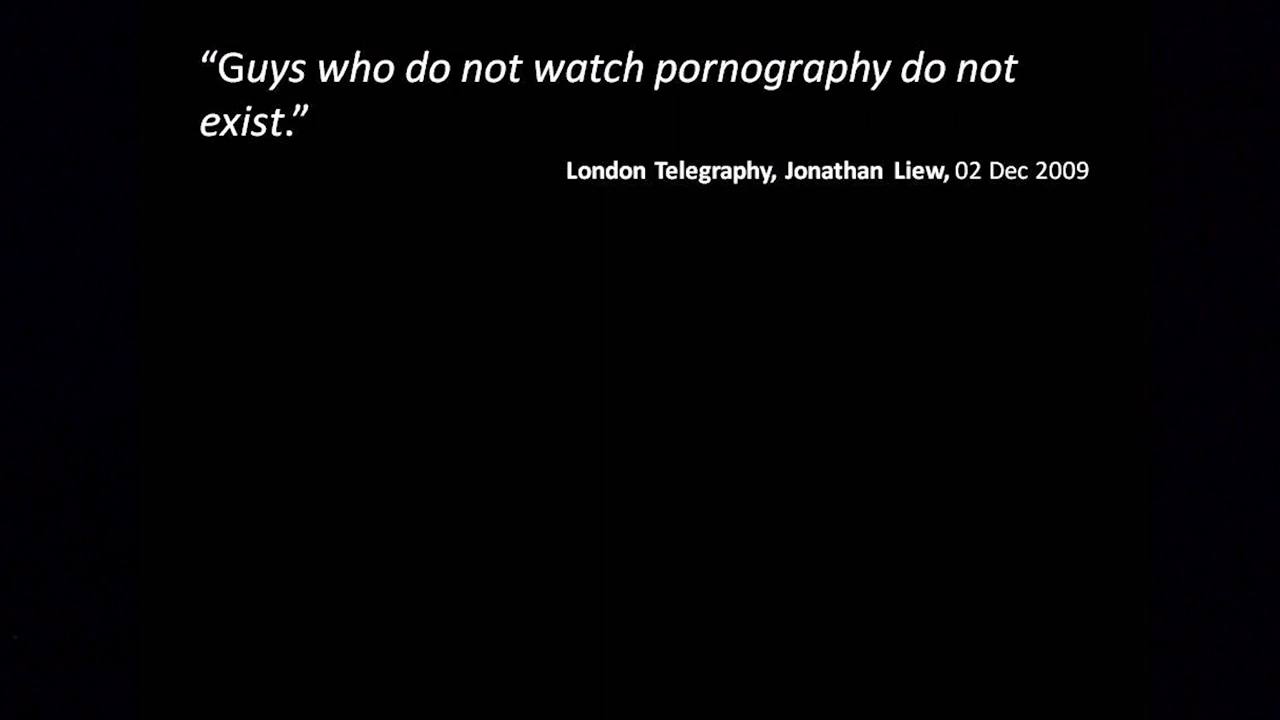 “Guys who do not watch pornography do not
exist.”
London Telegraphy, Jonathan Liew, 02 Dec 2009